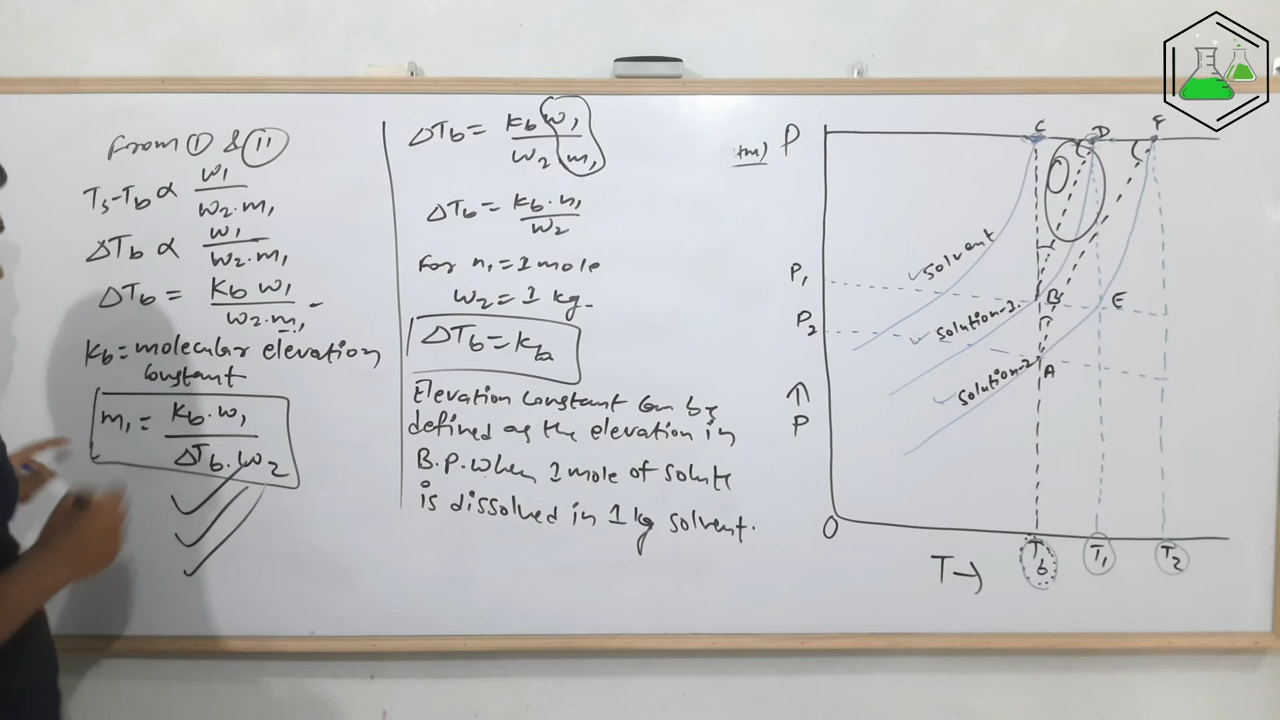 From ① & ⑪
Ts-Tb ∝ w₁ / w₂.m₁
ΔTb ∝ w₁ / w₂.m₁
ΔTb = Kb w₁ / w₂.m₁
Kb = molecular elevation
constant
m₁ = Kb.w₁ / ΔTb.w₂
ΔTb = Kb w₁ / w₂ m₁
ΔTb = Kb.n₁ / w₂
For n₁ = 1 mole
w₂ = 1 kg
ΔTb = Kb
Elevation constant can be
defined as the elevation in
B.P. when 1 mole of solute
is dissolved in 1 kg solvent.
P
C D F
solvent
P₁
solution-1
B E
P₂
solution-2
A
↑
P
O
T→
Tb T₁ T₂